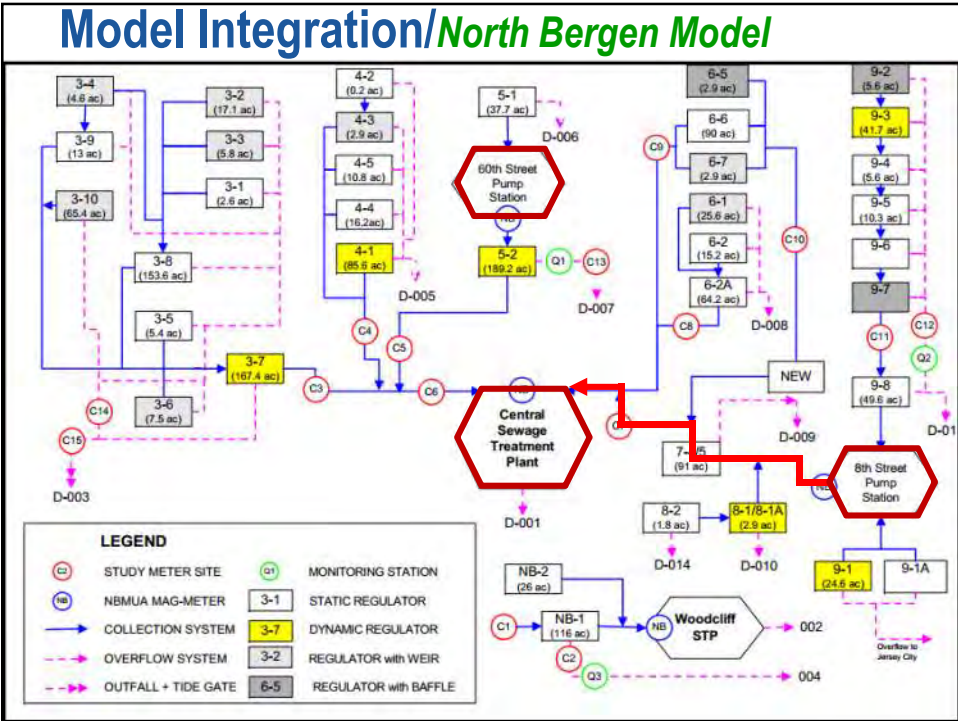 Model Integration/North Bergen Model
3-4
(4.6 ac)
3-9
(13 ac)
3-10
(65.4 ac)
3-2
(17.1 ac)
3-3
(5.8 ac)
3-1
(2.6 ac)
3-8
(153.6 ac)
3-5
(5.4 ac)
3-6
(7.5 ac)
3-7
(167.4 ac)
C14
C15
D-003
C3
4-2
(0.2 ac)
4-3
(2.9 ac)
4-5
(10.8 ac)
4-4
(16.2ac)
4-1
(85.6 ac)
D-005
C4
C5
C6
5-1
(37.7 ac)
D-006
60th Street
Pump
Station
NB
5-2
(189.2 ac)
Q1
C13
D-007
NB
Central
Sewage
Treatment
Plant
D-001
6-5
(2.9 ac)
6-6
(90 ac)
6-7
(2.9 ac)
C9
6-1
(25.6 ac)
6-2
(15.2 ac)
6-2A
(64.2 ac)
C8
D-008
C10
NEW
D-009
(91 ac)
8-2
(1.8 ac)
D-014
8-1/8-1A
(2.9 ac)
D-010
9-2
(5.6 ac)
9-3
(41.7 ac)
9-4
(5.6 ac)
9-5
(10.3 ac)
9-6
9-7
C11
C12
Q2
9-8
(49.6 ac)
D-01
NB
8th Street
Pump
Station
9-1
(24.6 ac)
9-1A
Overflow to
Jersey City
NB-2
(26 ac)
C1
NB-1
(116 ac)
NB
Woodcliff
STP
002
C2
Q3
004
LEGEND
C2 STUDY METER SITE
Q1 MONITORING STATION
NB NBMUA MAG-METER
3-1 STATIC REGULATOR
COLLECTION SYSTEM
3-7 DYNAMIC REGULATOR
OVERFLOW SYSTEM
3-2 REGULATOR with WEIR
OUTFALL + TIDE GATE
6-5 REGULATOR with BAFFLE